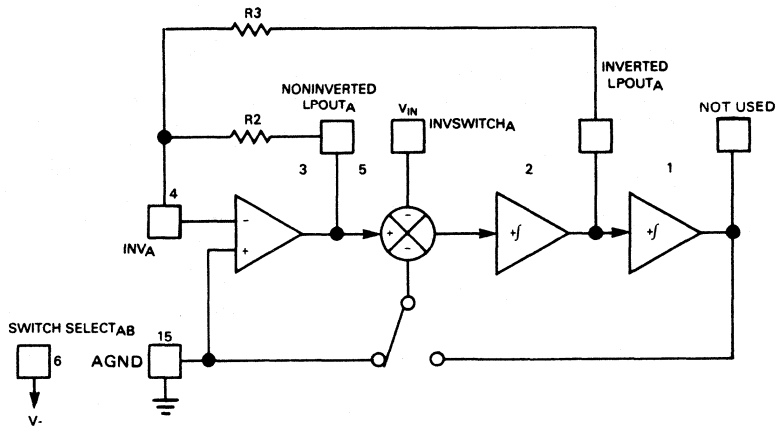 R3
NONINVERTED
LPOUTA
INVERTED
LPOUTA
NOT USED
VIN
INVSWITCHA
R2
3
5
2
1
4
INVA
-
+
+
-
-
+∫
+∫
SWITCH SELECTAB
6
V-
15
AGND